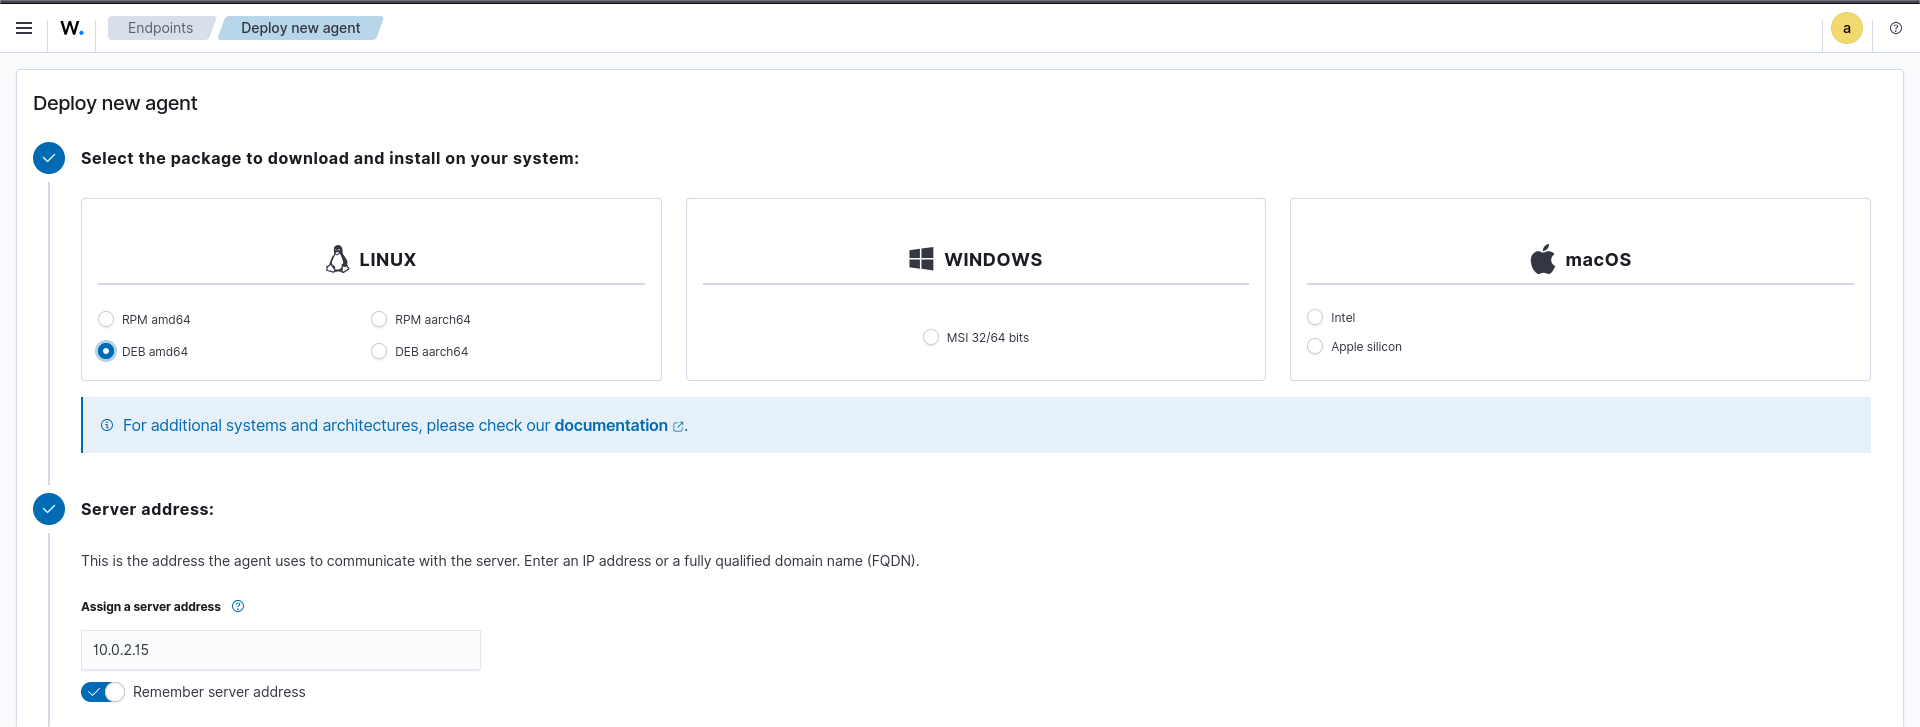 W.
Endpoints
Deploy new agent
a
Deploy new agent
Select the package to download and install on your system:
LINUX
RPM amd64
RPM aarch64
DEB amd64
DEB aarch64
WINDOWS
MSI 32/64 bits
macOS
Intel
Apple silicon
For additional systems and architectures, please check our documentation.
Server address:
This is the address the agent uses to communicate with the server. Enter an IP address or a fully qualified domain name (FQDN).
Assign a server address
10.0.2.15
Remember server address